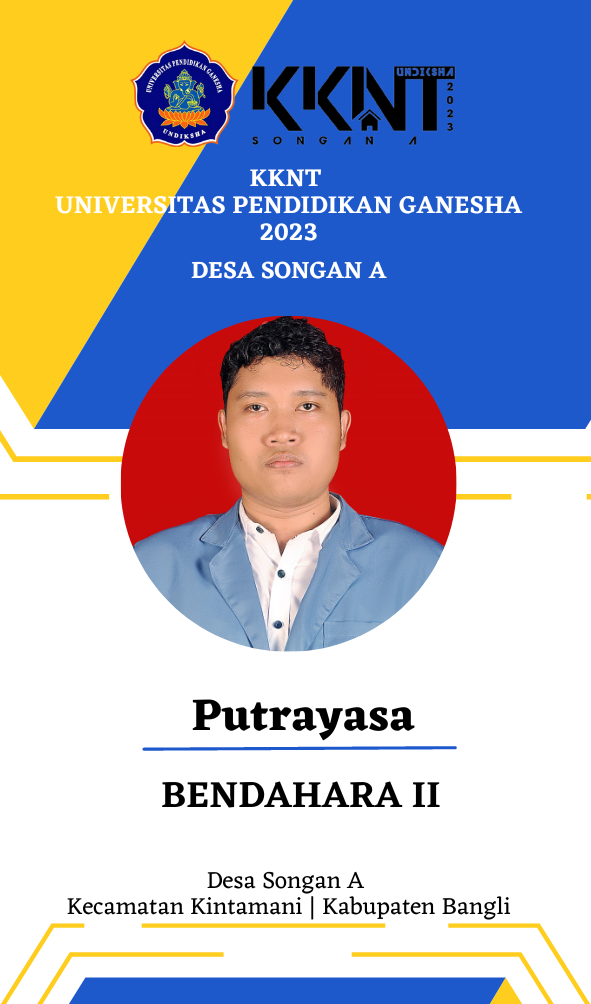 UNIVERSITAS PENDIDIKAN GANESHA
UNDIKSHA
KKNT
UNDIKSHA
2023
SONGAN A
KKNT
UNIVERSITAS PENDIDIKAN GANESHA
2023
DESA SONGAN A
Putrayasa
BENDAHARA II
Desa Songan A
Kecamatan Kintamani | Kabupaten Bangli